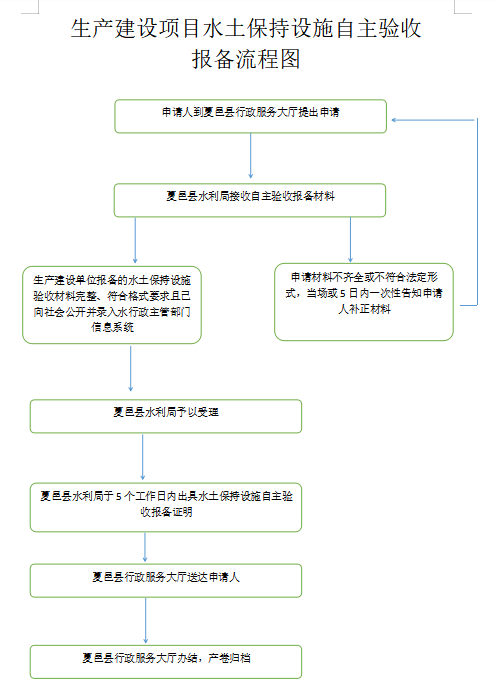 生产建设项目水土保持设施自主验收
报备流程图
申请人到夏邑县行政服务大厅提出申请
夏邑县水利局接收自主验收报备材料
生产建设单位报备的水土保持设施
验收材料完整、符合格式要求且已
向社会公开并录入水行政主管部门
信息系统
申请材料不齐全或不符合法定形
式，当场或5日内一次性告知申请
人补正材料
夏邑县水利局予以受理
夏邑县水利局于5个工作日内出具水土保持设施自主验
收报备证明
夏邑县行政服务大厅送达申请人
夏邑县行政服务大厅办结，产卷归档